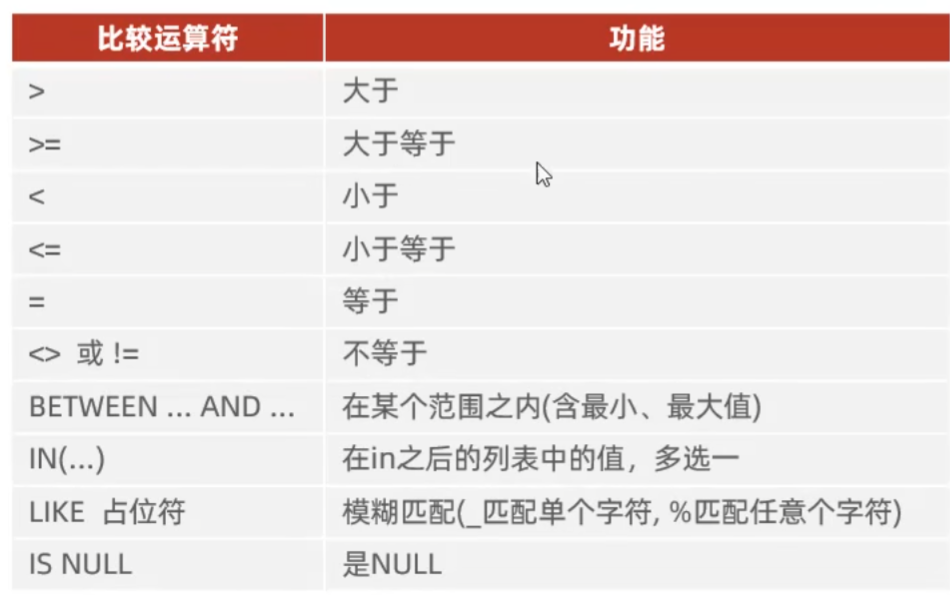 比较运算符 功能
> 大于
>= 大于等于
< 小于
<= 小于等于
= 等于
<> 或 != 不等于
BETWEEN ... AND ... 在某个范围之内(含最小、最大值)
IN(...) 在in之后的列表中的值，多选一
LIKE 占位符 模糊匹配(_匹配单个字符, %匹配任意个字符)
IS NULL 是NULL